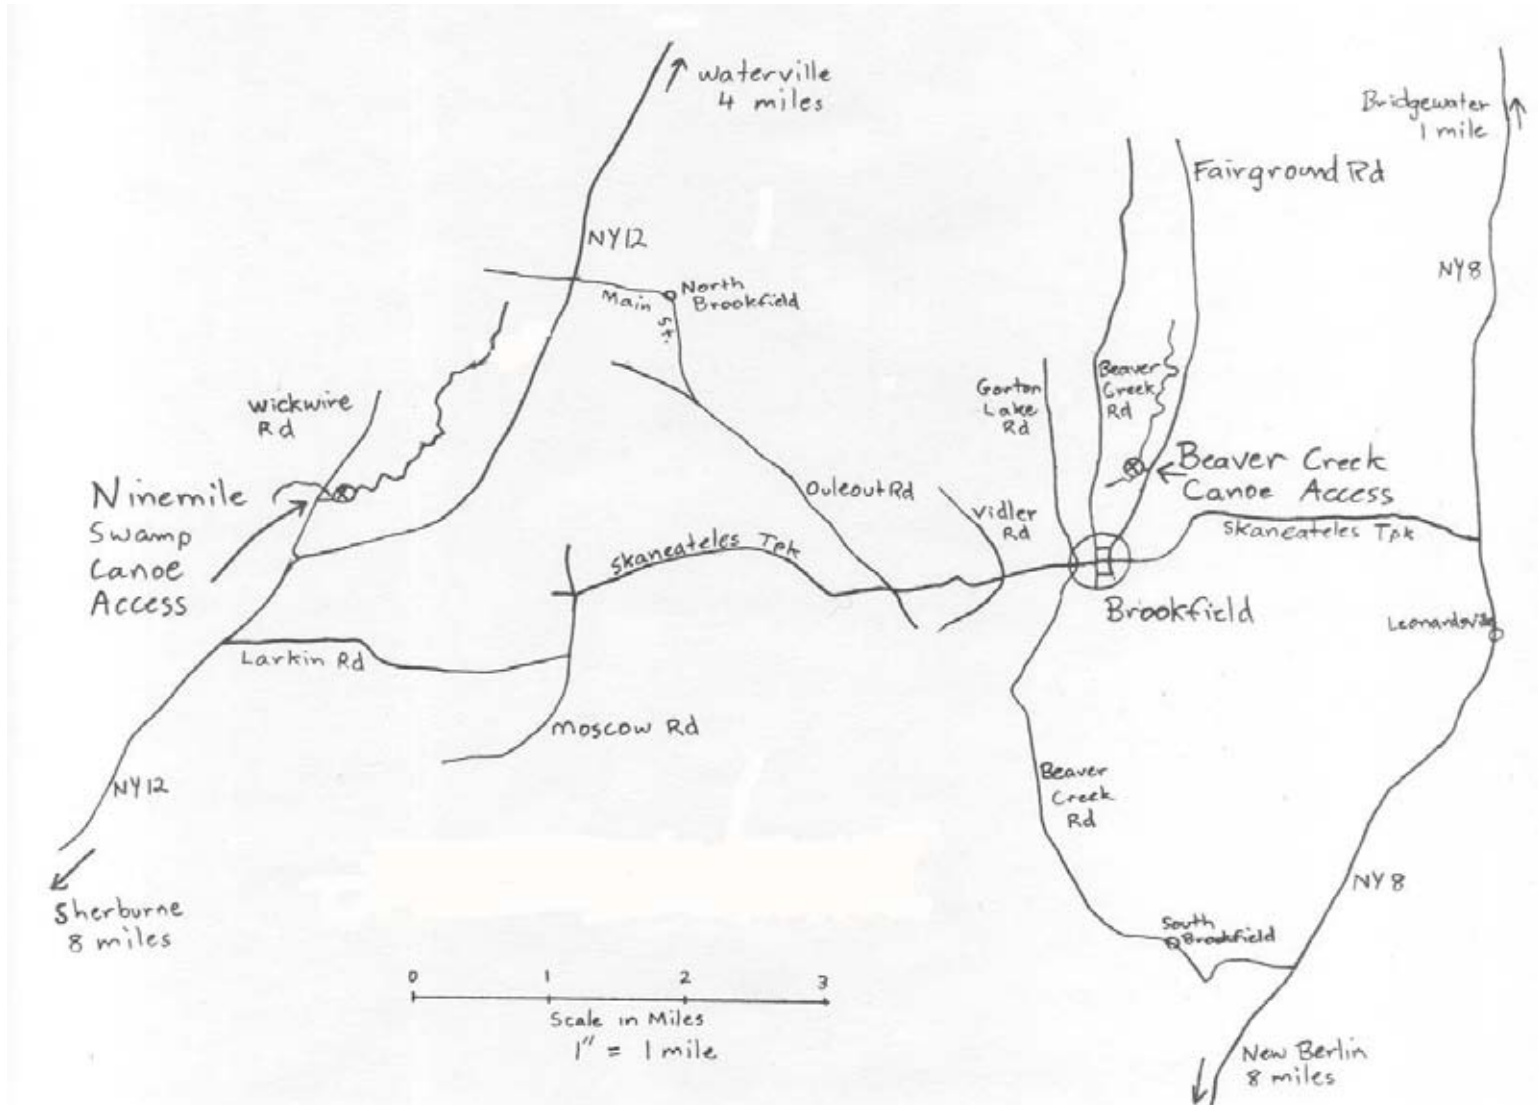 Waterville
4 miles
Bridgewater
1 mile
Fairground Rd
NY12
NY8
North
Brookfield
Main
St.
Wickwire
Rd
Gorton
Lake
Rd
Beaver
Creek
Rd
Ninemile
Swamp
Canoe
Access
Ouleout Rd
Vidler
Rd
Beaver Creek
Canoe Access
Skaneateles Tpk
Skaneateles Tpk
Brookfield
Leonardsville
Larkin Rd
Moscow Rd
NY12
Beaver
Creek
Rd
NY8
Sherburne
8 miles
South
Brookfield
0 1 2 3
Scale in Miles
1" = 1 mile
New Berlin
8 miles